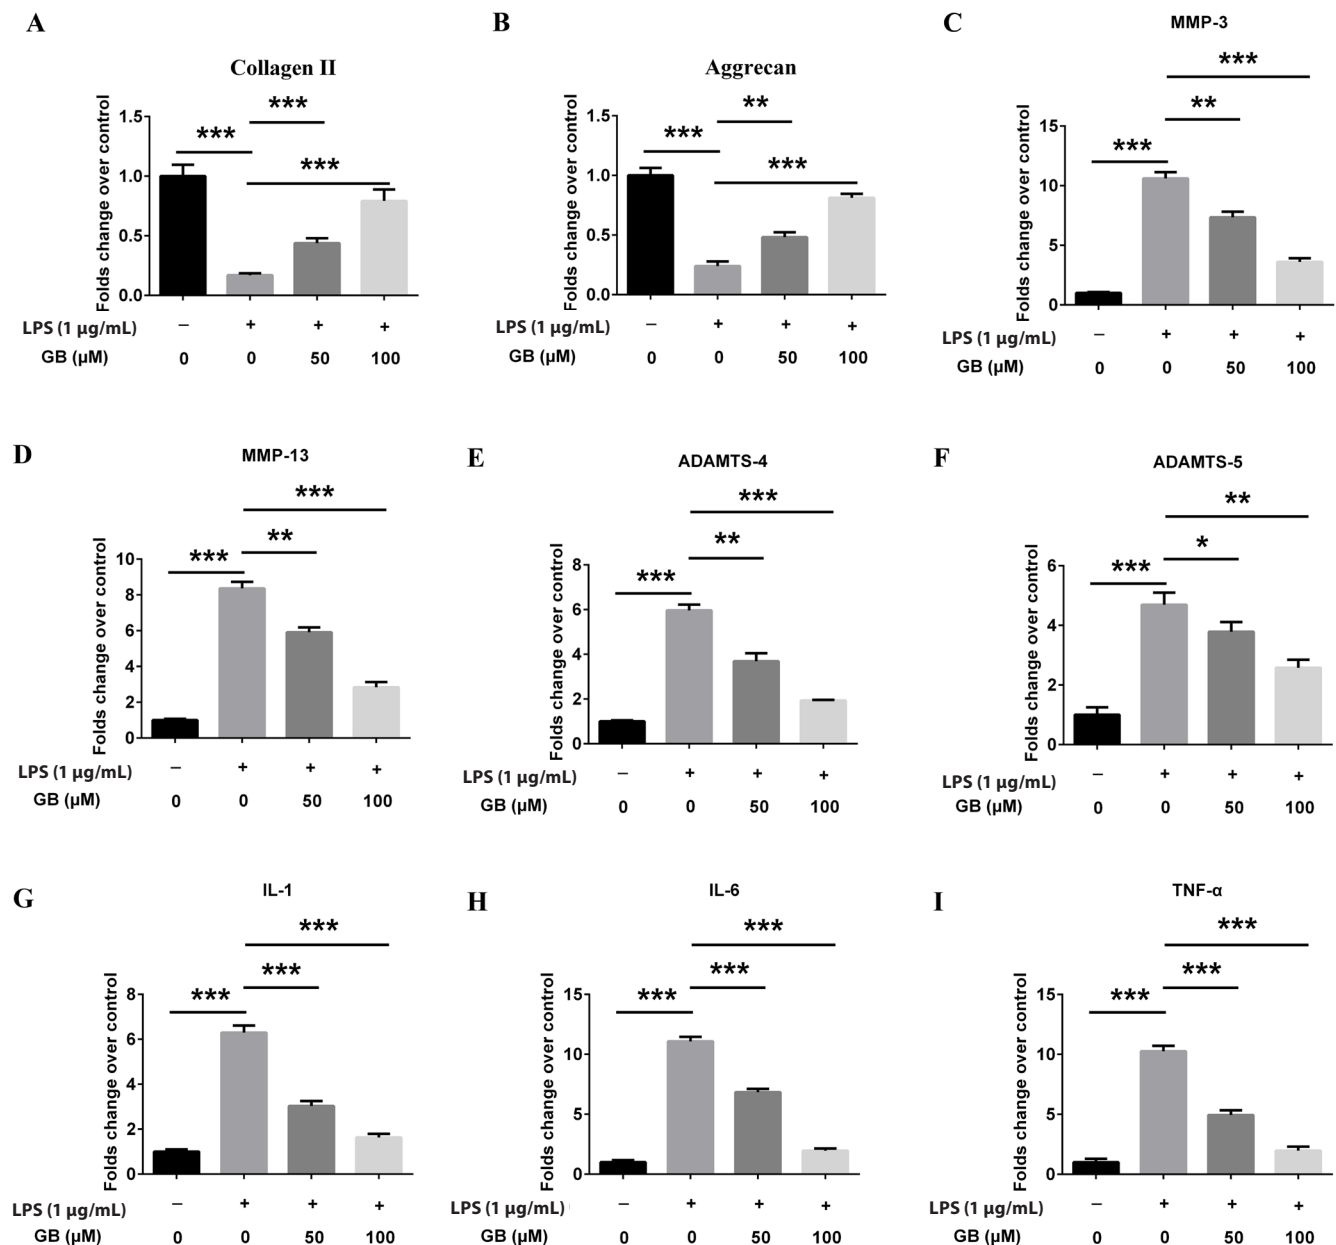 A
Collagen II
Folds change over control
1.5
1.0
0.5
0.0
***
***
***
LPS (1 µg/mL) – + + +
GB (µM) 0 0 50 100
B
Aggrecan
Folds change over control
1.5
1.0
0.5
0.0
**
***
***
LPS (1 µg/mL) – + + +
GB (µM) 0 0 50 100
C
MMP-3
Folds change over control
15
10
5
0
***
**
***
LPS (1 µg/mL) – + + +
GB (µM) 0 0 50 100
D
MMP-13
Folds change over control
10
8
6
4
2
0
***
**
***
LPS (1 µg/mL) – + + +
GB (µM) 0 0 50 100
E
ADAMTS-4
Folds change over control
8
6
4
2
0
***
**
***
LPS (1 µg/mL) – + + +
GB (µM) 0 0 50 100
F
ADAMTS-5
Folds change over control
6
4
2
0
**
*
***
LPS (1 µg/mL) – + + +
GB (µM) 0 0 50 100
G
IL-1
Folds change over control
8
6
4
2
0
***
***
***
LPS (1 µg/mL) – + + +
GB (µM) 0 0 50 100
H
IL-6
Folds change over control
15
10
5
0
***
***
***
LPS (1 µg/mL) – + + +
GB (µM) 0 0 50 100
I
TNF-α
Folds change over control
15
10
5
0
***
***
***
LPS (1 µg/mL) – + + +
GB (µM) 0 0 50 100